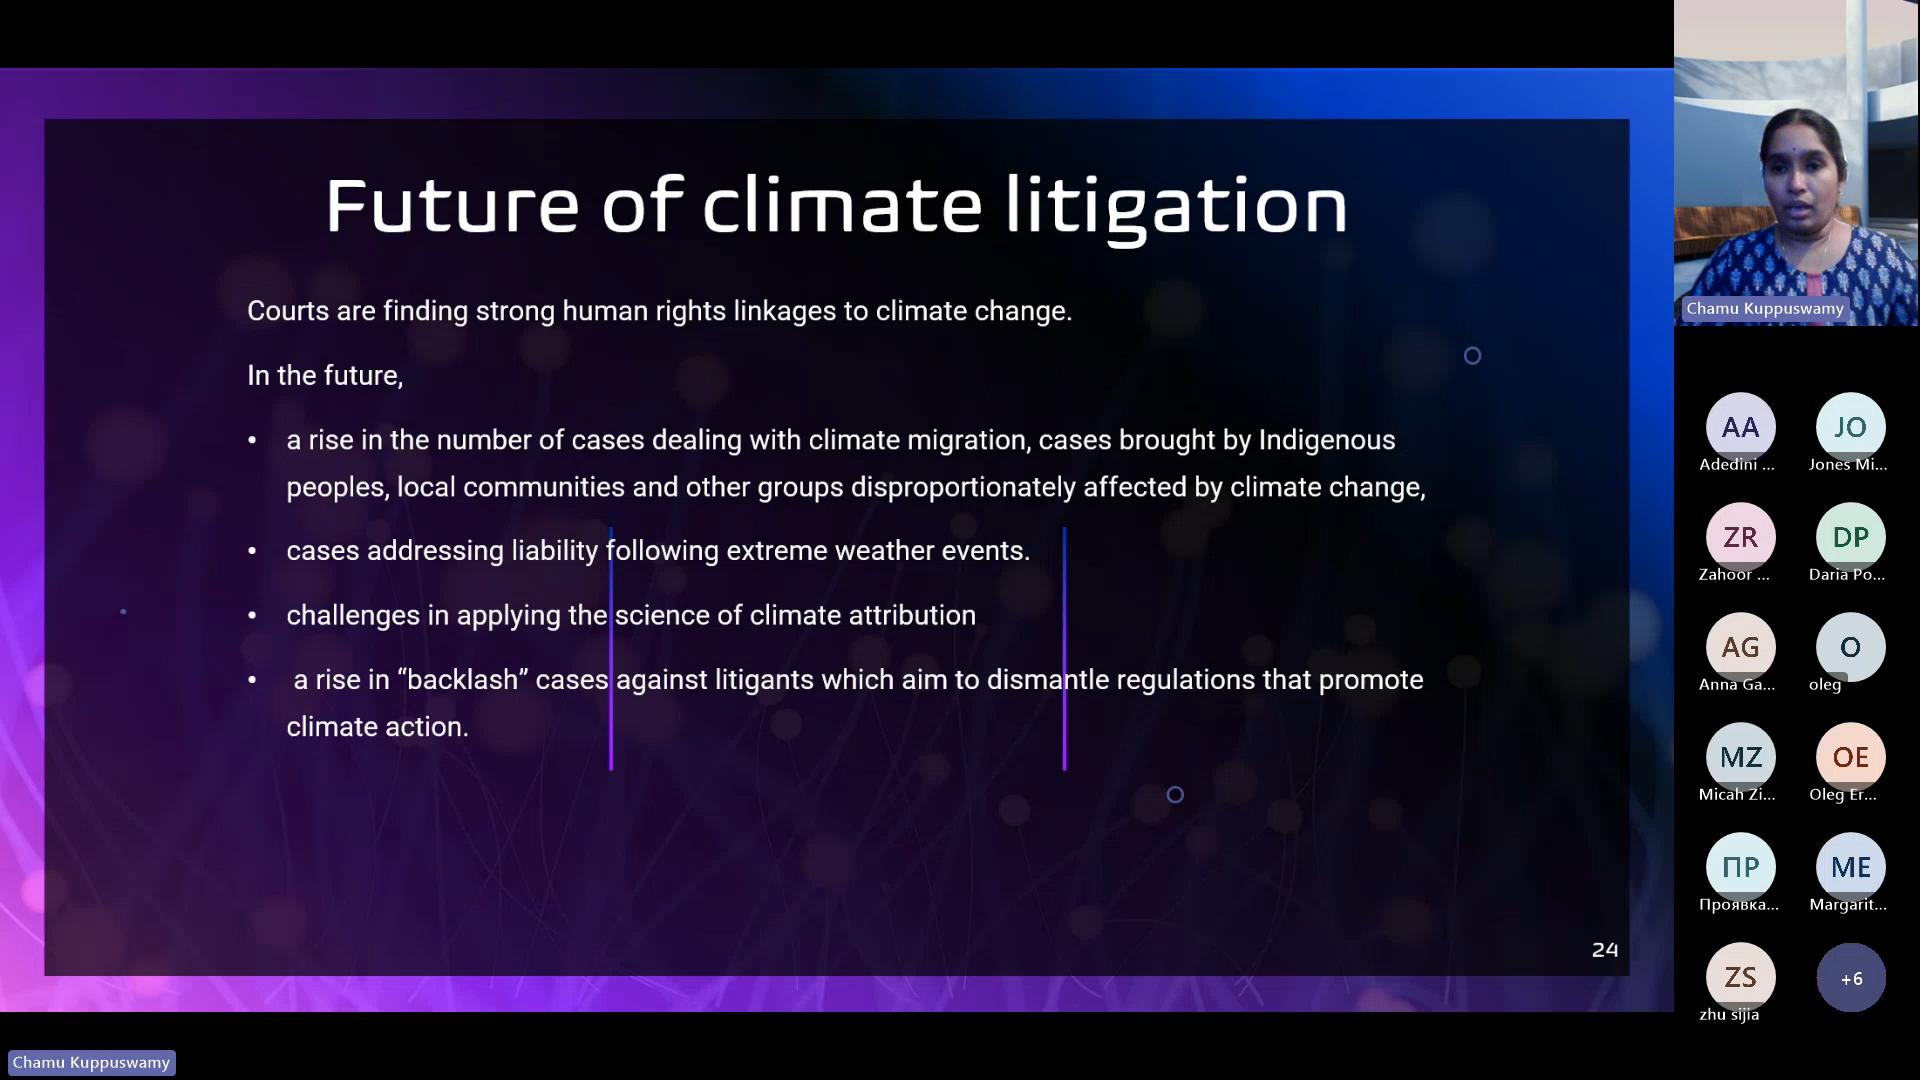 Future of climate litigation
Courts are finding strong human rights linkages to climate change.
In the future,
• a rise in the number of cases dealing with climate migration, cases brought by Indigenous
peoples, local communities and other groups disproportionately affected by climate change,
• cases addressing liability following extreme weather events.
• challenges in applying the science of climate attribution
• a rise in “backlash” cases against litigants which aim to dismantle regulations that promote
climate action.
24
Chamu Kuppuswamy
Chamu Kuppuswamy
AA
Adedini ...
JO
Jones Mi...
ZR
Zahoor ...
DP
Daria Po...
AG
Anna Ga...
O
oleg
MZ
Micah Zi...
OE
Oleg Er...
ПР
Проявка...
ME
Margarit...
ZS
zhu sijia
+6